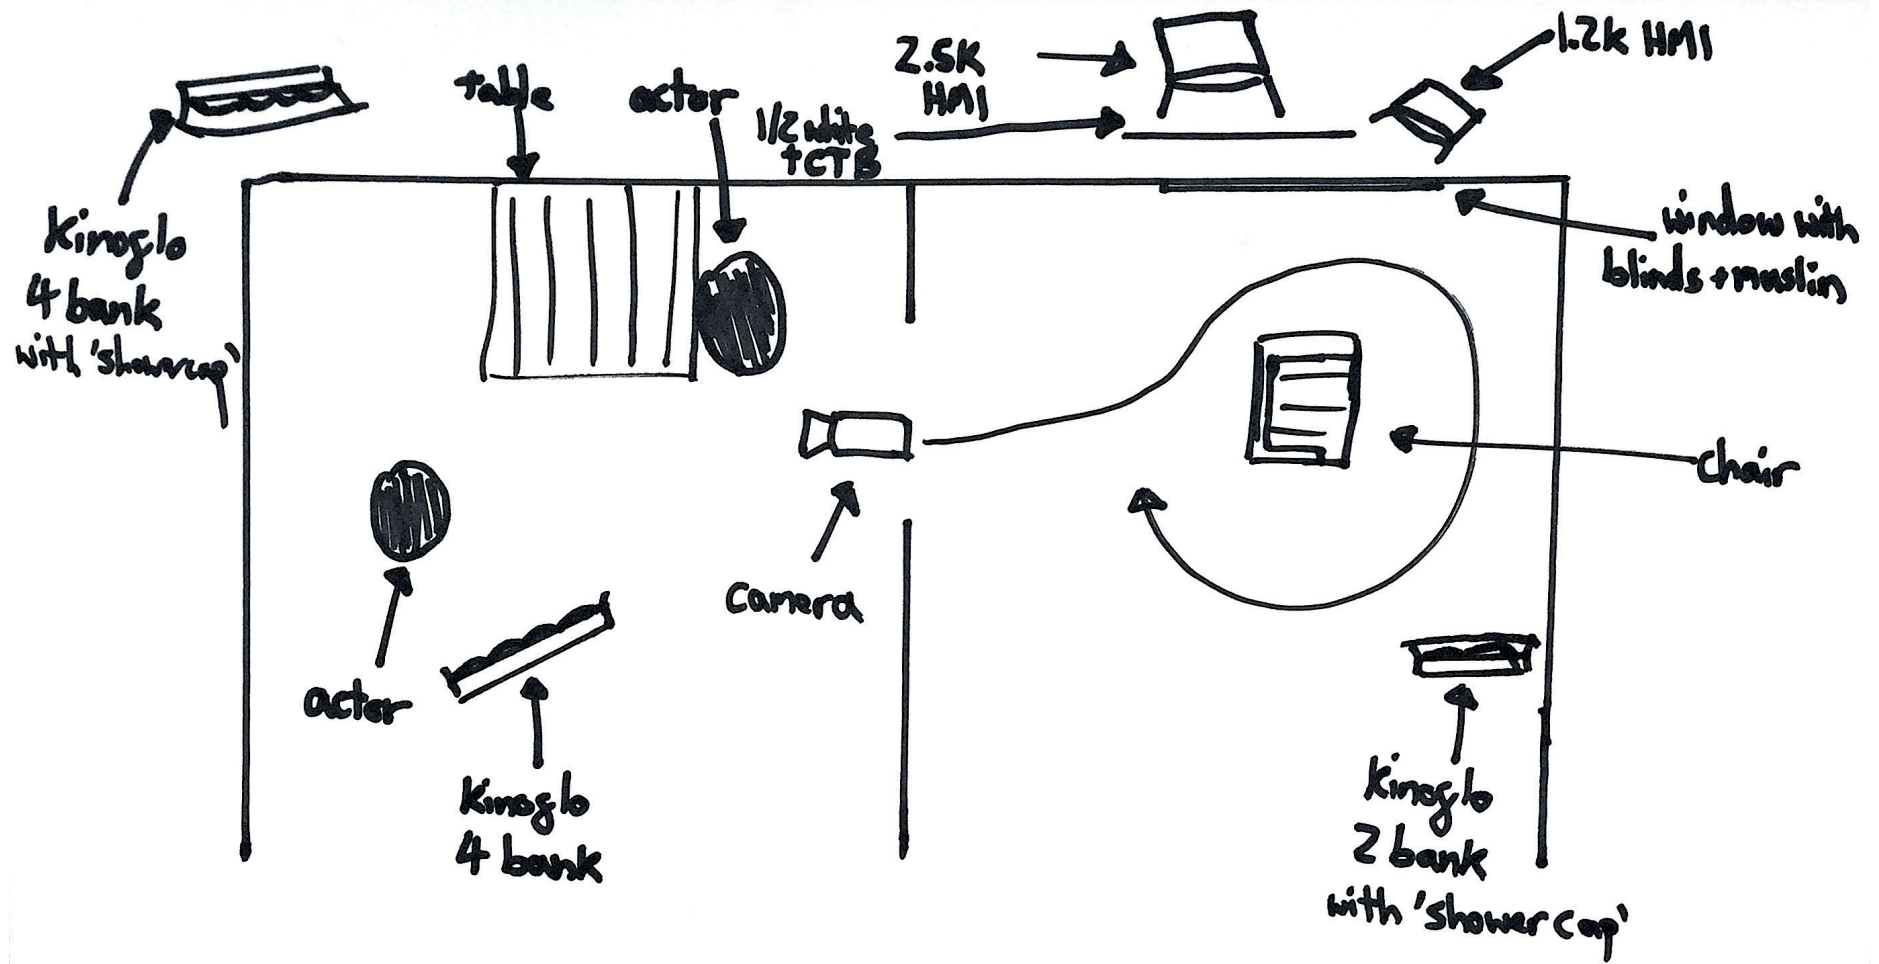 2.5K
HMI
1.2K HMI
table
actor
1/2 white
+CTB
Kinoglo
4 bank
with 'showercap'
window with
blinds + muslin
chair
camera
actor
Kinoglo
4 bank
Kinoglo
2 bank
with 'shower cap'